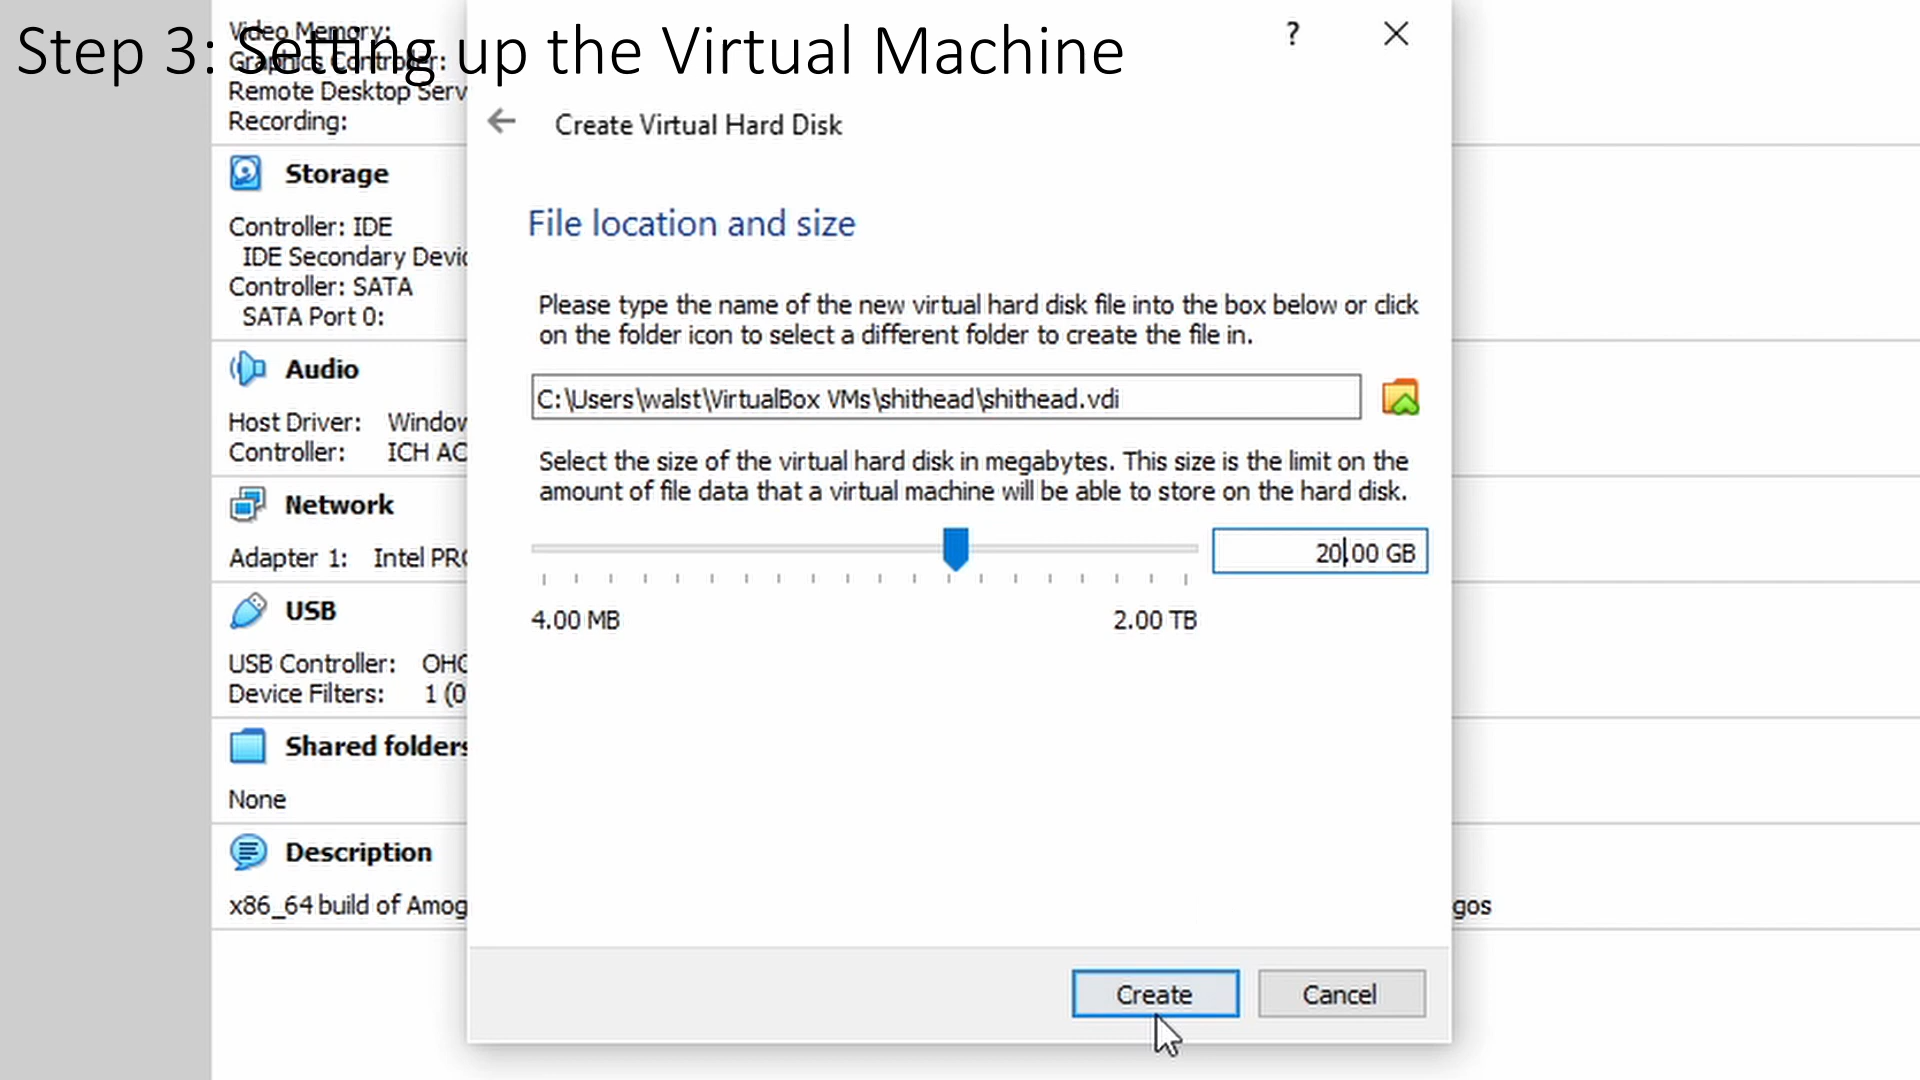 Step 3: Setting up the Virtual Machine
Video Memory:
Graphics Controller:
Remote Desktop Serv
Recording:
Storage
Controller: IDE
IDE Secondary Devic
Controller: SATA
SATA Port 0:
Audio
Host Driver: Window
Controller: ICH AC
Network
Adapter 1: Intel PRO
USB
USB Controller: OHC
Device Filters: 1 (0
Shared folders
None
Description
x86_64 build of Amog
gos
?
Create Virtual Hard Disk
File location and size
Please type the name of the new virtual hard disk file into the box below or click
on the folder icon to select a different folder to create the file in.
C:\Users\walst\VirtualBox VMs\shithead\shithead.vdi
Select the size of the virtual hard disk in megabytes. This size is the limit on the
amount of file data that a virtual machine will be able to store on the hard disk.
20.00 GB
4.00 MB 2.00 TB
Create Cancel